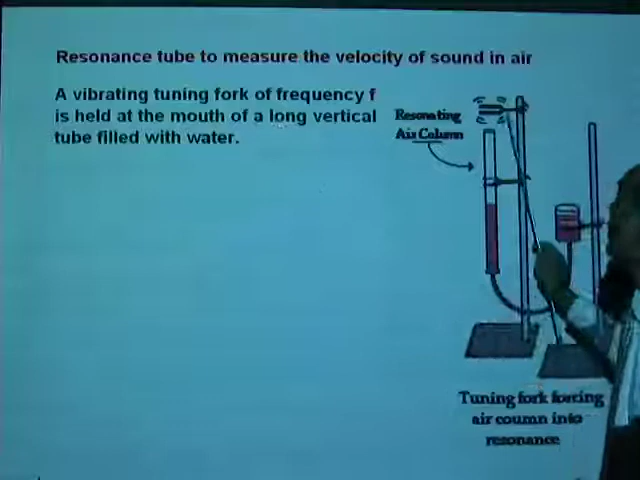 Resonance tube to measure the velocity of sound in air
A vibrating tuning fork of frequency f
is held at the mouth of a long vertical
tube filled with water.
Resonating
Air Column
Tuning fork forcing
air coumn into
resonance